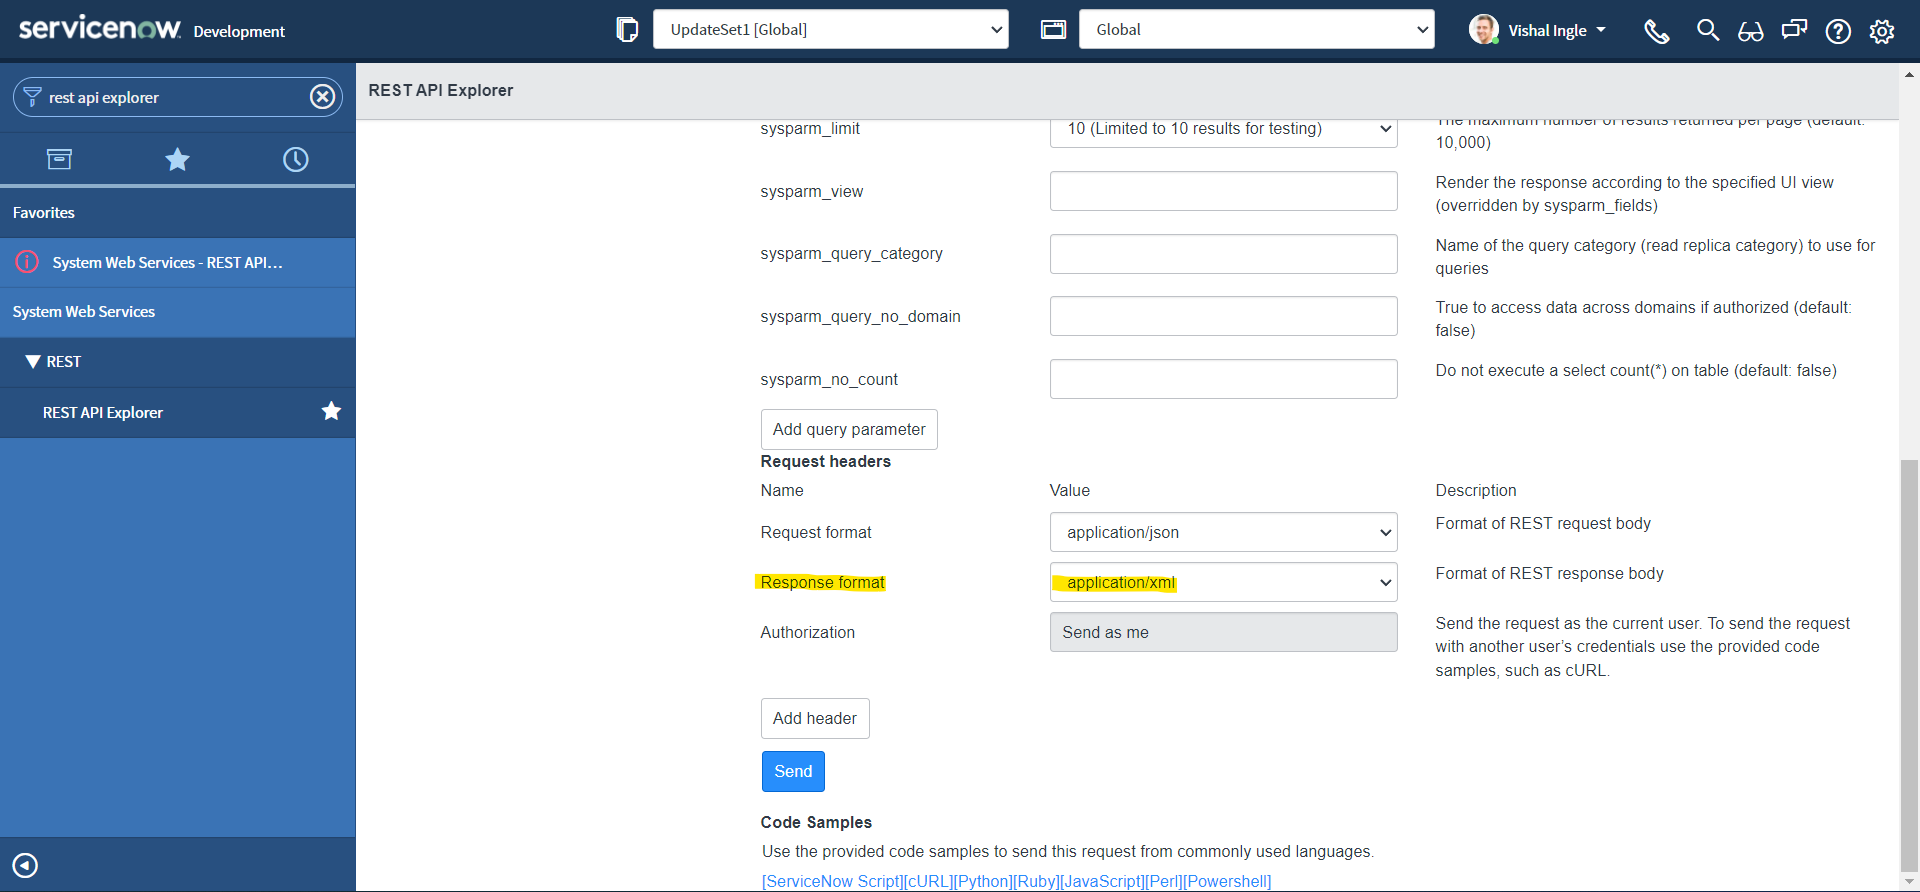 servicenow Development
UpdateSet1 [Global]
Global
Vishal Ingle
rest api explorer
Favorites
System Web Services - REST API...
System Web Services
REST
REST API Explorer
REST API Explorer
sysparm_limit
10 (Limited to 10 results for testing)
The maximum number of results returned per page (default:
10,000)
sysparm_view
Render the response according to the specified UI view
(overridden by sysparm_fields)
sysparm_query_category
Name of the query category (read replica category) to use for
queries
sysparm_query_no_domain
True to access data across domains if authorized (default:
false)
sysparm_no_count
Do not execute a select count(*) on table (default: false)
Add query parameter
Request headers
Name Value Description
Request format application/json Format of REST request body
Response format application/xml Format of REST response body
Authorization Send as me
Send the request as the current user. To send the request
with another user’s credentials use the provided code
samples, such as cURL.
Add header
Send
Code Samples
Use the provided code samples to send this request from commonly used languages.
[ServiceNow Script][cURL][Python][Ruby][JavaScript][Perl][Powershell]